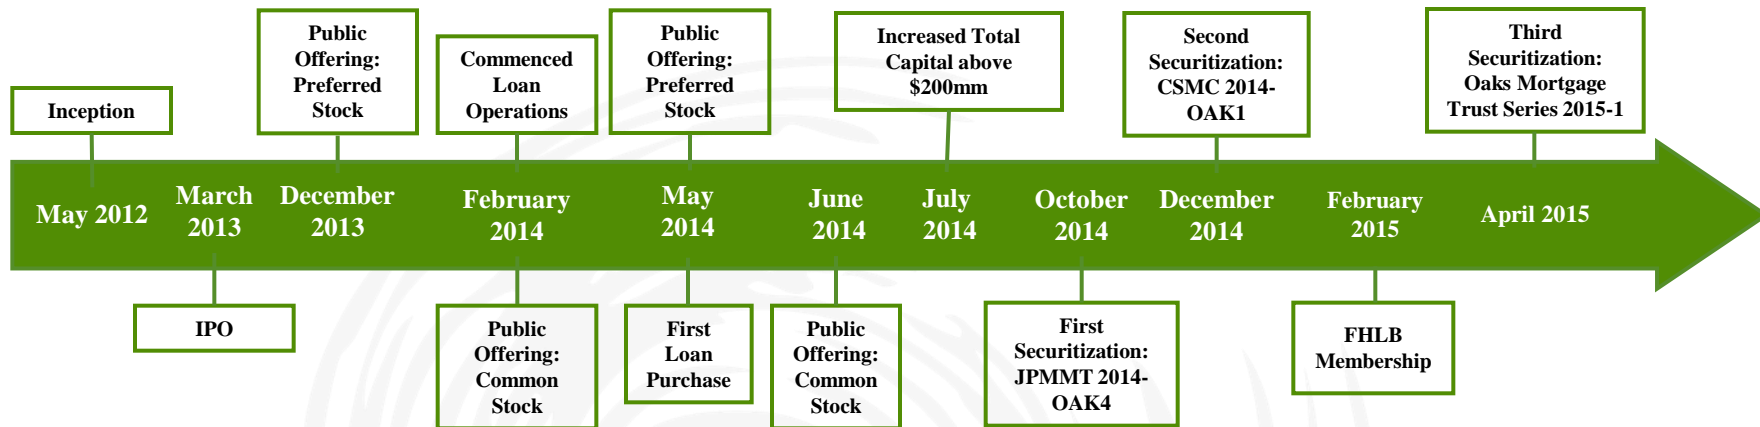 Public
Offering:
Preferred
Stock
Commenced
Loan
Operations
Public
Offering:
Preferred
Stock
Increased Total
Capital above
$200mm
Second
Securitization:
CSMC 2014-
OAK1
Third
Securitization:
Oaks Mortgage
Trust Series 2015-1
Inception
May 2012
March
2013
December
2013
February
2014
May
2014
June
2014
July
2014
October
2014
December
2014
February
2015
April 2015
IPO
Public
Offering:
Common
Stock
First
Loan
Purchase
Public
Offering:
Common
Stock
First
Securitization:
JPMMT 2014-
OAK4
FHLB
Membership